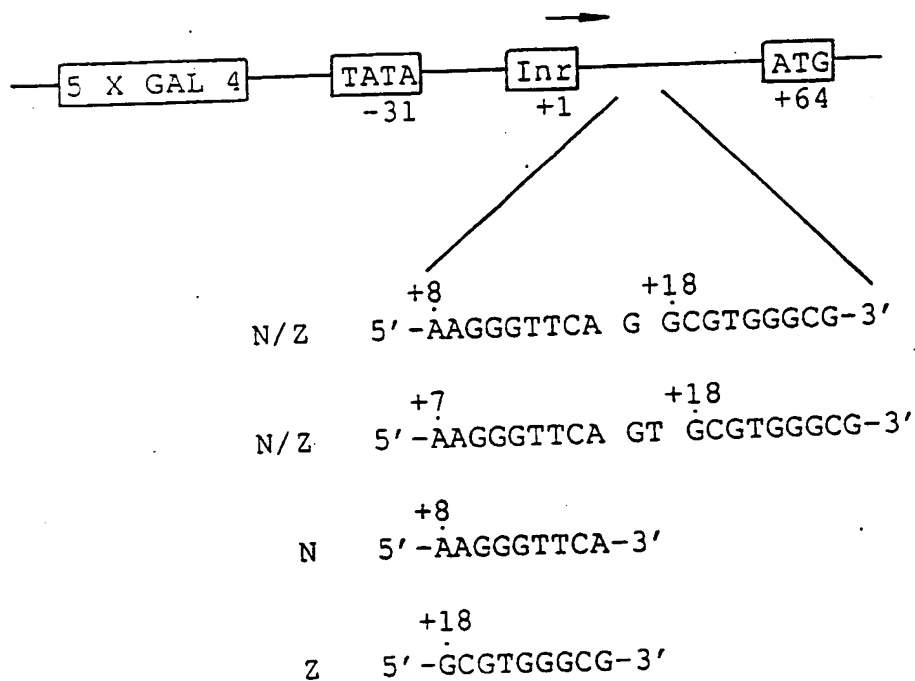 5 X GAL 4 TATA Inr ATG
-31 +1 +64
+8 +18
N/Z 5'-AAGGGTTCA G GCGTGGGCG-3'
+7 +18
N/Z 5'-AAGGGTTCA GT GCGTGGGCG-3'
+8
N 5'-AAGGGTTCA-3'
+18
Z 5'-GCGTGGGCG-3'